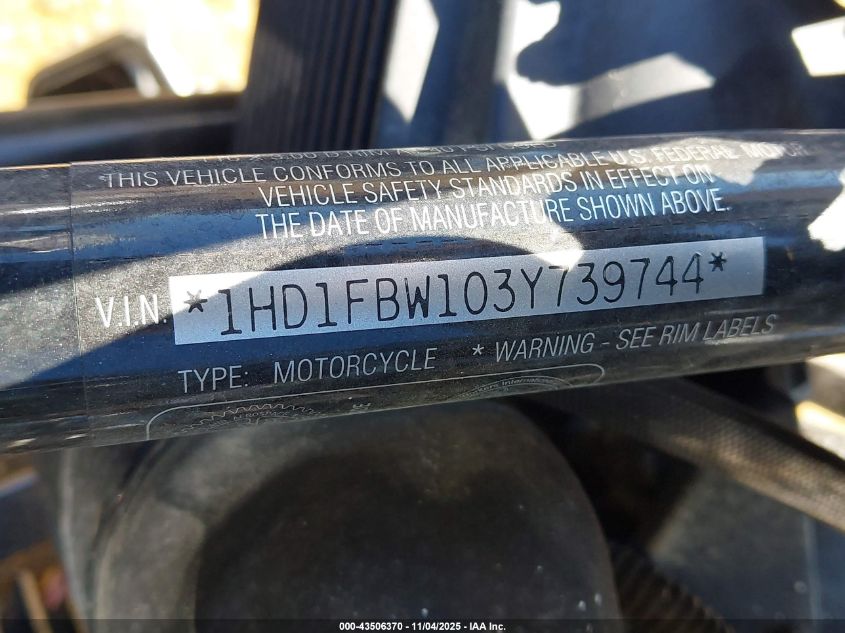 THIS VEHICLE CONFORMS TO ALL APPLICABLE U.S. FEDERAL MOTOR
VEHICLE SAFETY STANDARDS IN EFFECT ON
THE DATE OF MANUFACTURE SHOWN ABOVE.
V.I.N. *1HD1FBW103Y739744*
TYPE: MOTORCYCLE * WARNING - SEE RIM LABELS
000-43506370 - 11/04/2025 - IAA Inc.